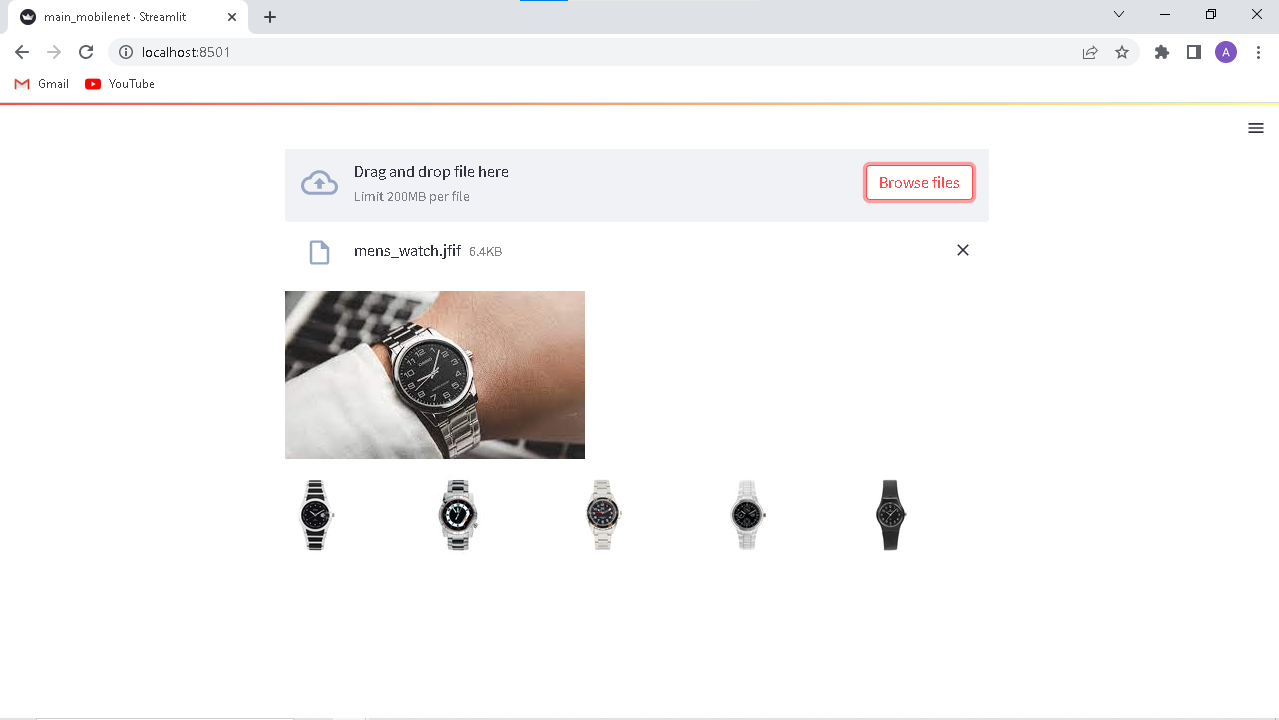 main_mobilenet · Streamlit
localhost:8501
A
Gmail YouTube
Drag and drop file here
Limit 200MB per file
Browse files
mens_watch.jfif 6.4KB
CASIO